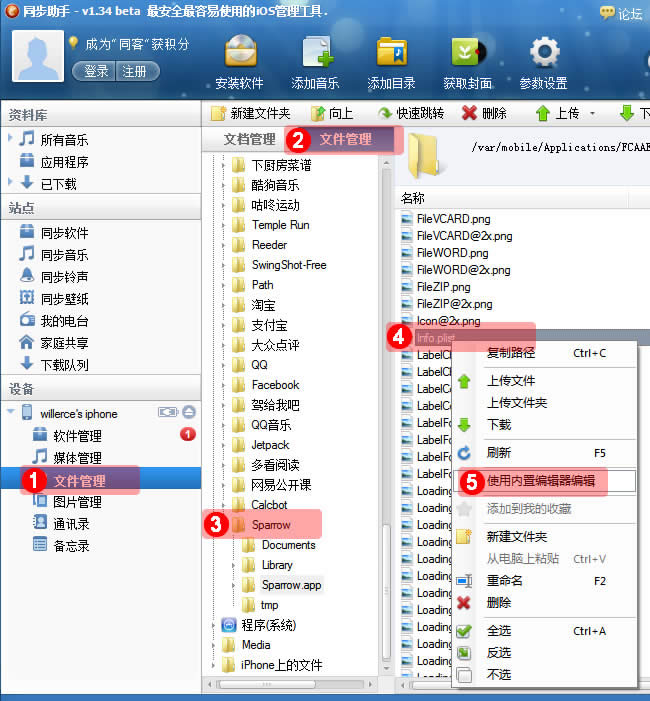 同步助手 - v1.34 beta 最安全最容易使用的iOS管理工具.
论坛
成为“同客”获积分
登录 注册
安装软件 添加音乐 添加目录 获取封面 参数设置
资料库
所有音乐
应用程序
已下载
站点
同步软件
同步音乐
同步铃声
同步壁纸
我的电台
家庭共享
下载队列
设备
willerce's iphone
软件管理 1
媒体管理
1 文件管理
图片管理
通讯录
备忘录
新建文件夹 向上 快速跳转 删除 上传 下
文档管理 2 文件管理
下厨房菜谱
酷狗音乐
咕咚运动
Temple Run
Reeder
SwingShot-Free
Path
淘宝
支付宝
大众点评
QQ
Facebook
驾给我吧
QQ音乐
Jetpack
多看阅读
网易公开课
Calcbot
3 Sparrow
Documents
Library
Sparrow.app
tmp
程序(系统)
Media
iPhone上的文件
/var/mobile/Applications/FCAAF
名称
FileVCARD.png
FileVCARD@2x.png
FileWORD.png
FileWORD@2x.png
FileZIP.png
FileZIP@2x.png
Icon@2x.png
4 Info.plist
LabelCl
LabelCo
LabelCo
LabelFo
LabelFo
LabelFo
LabelFo
Loading
Loading
Loading
Loading
Loading
Loading
Loading
Loading
Loading
Loading
Loading
复制路径 Ctrl+C
上传文件
上传文件夹
下载
刷新 F5
5 使用内置编辑器编辑
添加到我的收藏
新建文件夹
从电脑上粘贴 Ctrl+V
重命名 F2
删除
全选 Ctrl+A
反选
不选